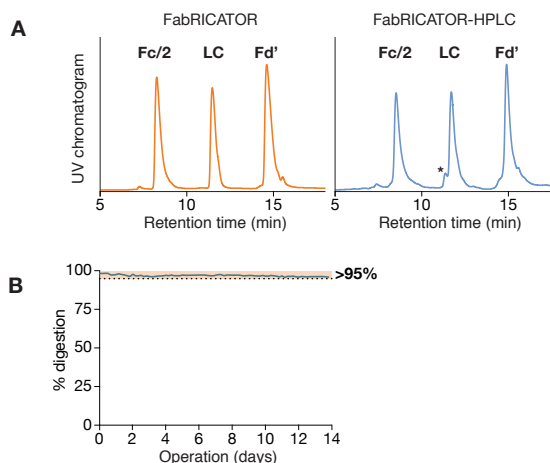 A
FabRICATOR
FabRICATOR-HPLC
Fc/2 LC Fd’
Fc/2 LC Fd’
*
UV chromatogram
5 10 15
5 10 15
Retention time (min)
Retention time (min)
B
100
75
50
25
0
>95%
% digestion
0 2 4 6 8 10 12 14
Operation (days)